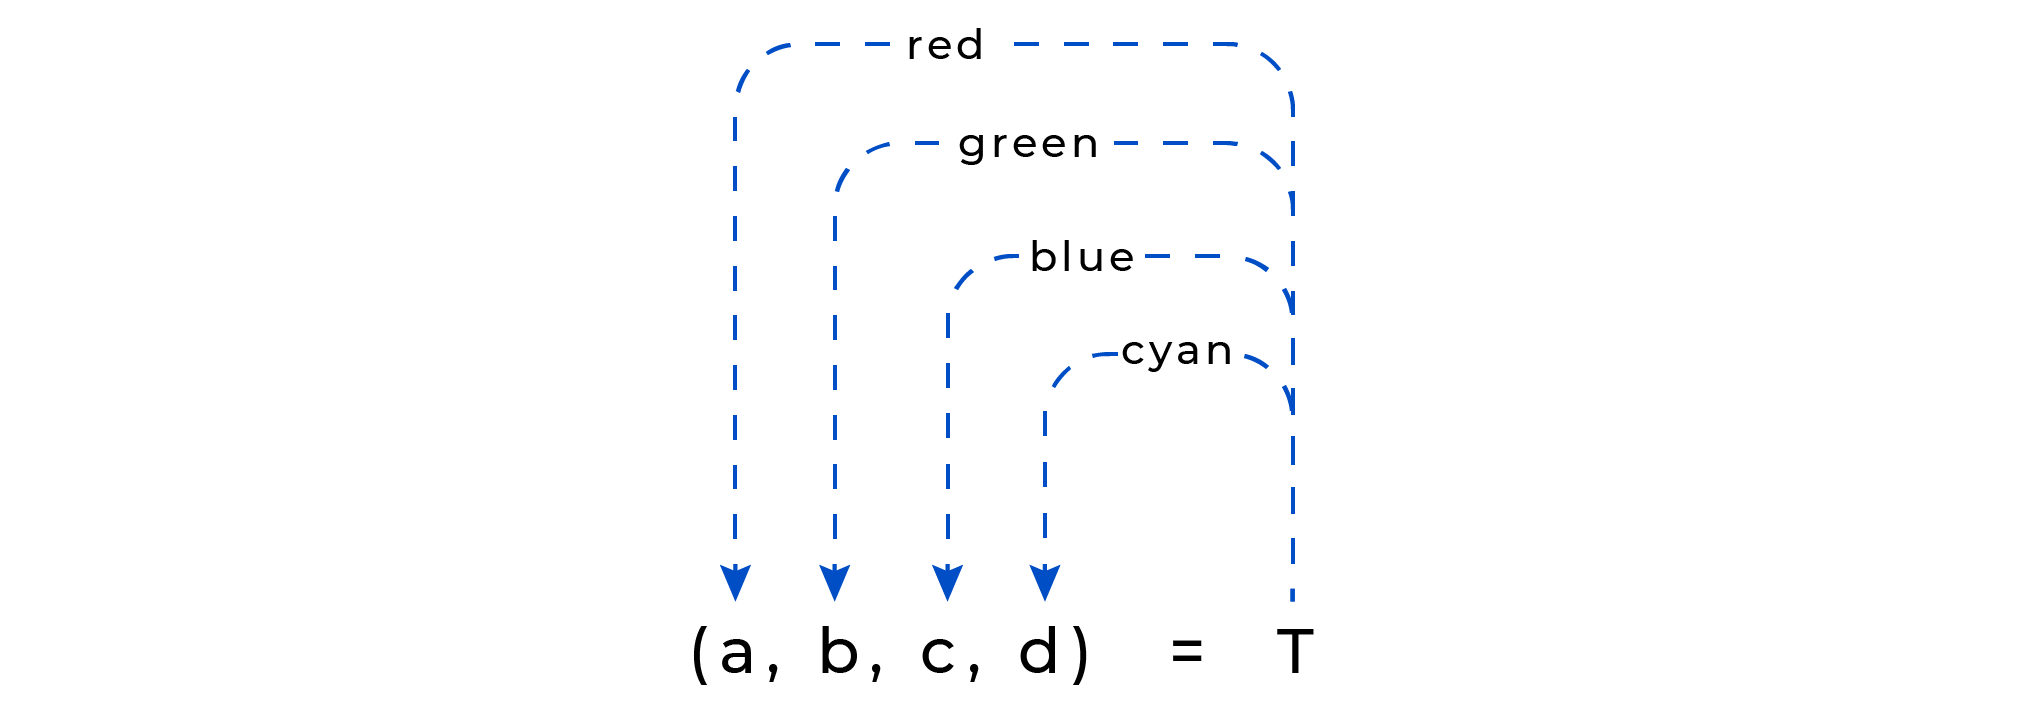 red
green
blue
cyan
(a, b, c, d) = T